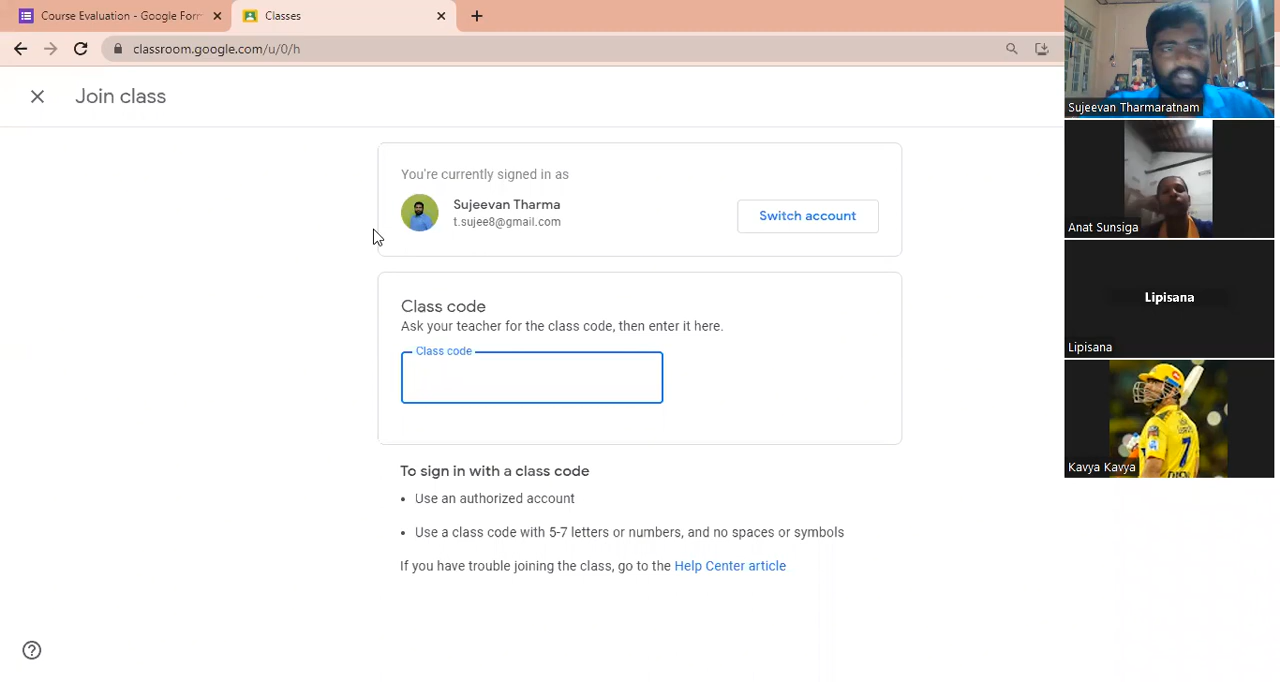 Course Evaluation - Google Forr
Classes
classroom.google.com/u/0/h
Join class
You're currently signed in as
Sujeevan Tharma
t.sujee8@gmail.com
Switch account
Class code
Ask your teacher for the class code, then enter it here.
Class code
To sign in with a class code
• Use an authorized account
• Use a class code with 5-7 letters or numbers, and no spaces or symbols
If you have trouble joining the class, go to the Help Center article
Sujeevan Tharmaratnam
Anat Sunsiga
Lipisana
Lipisana
7
Kavya Kavya